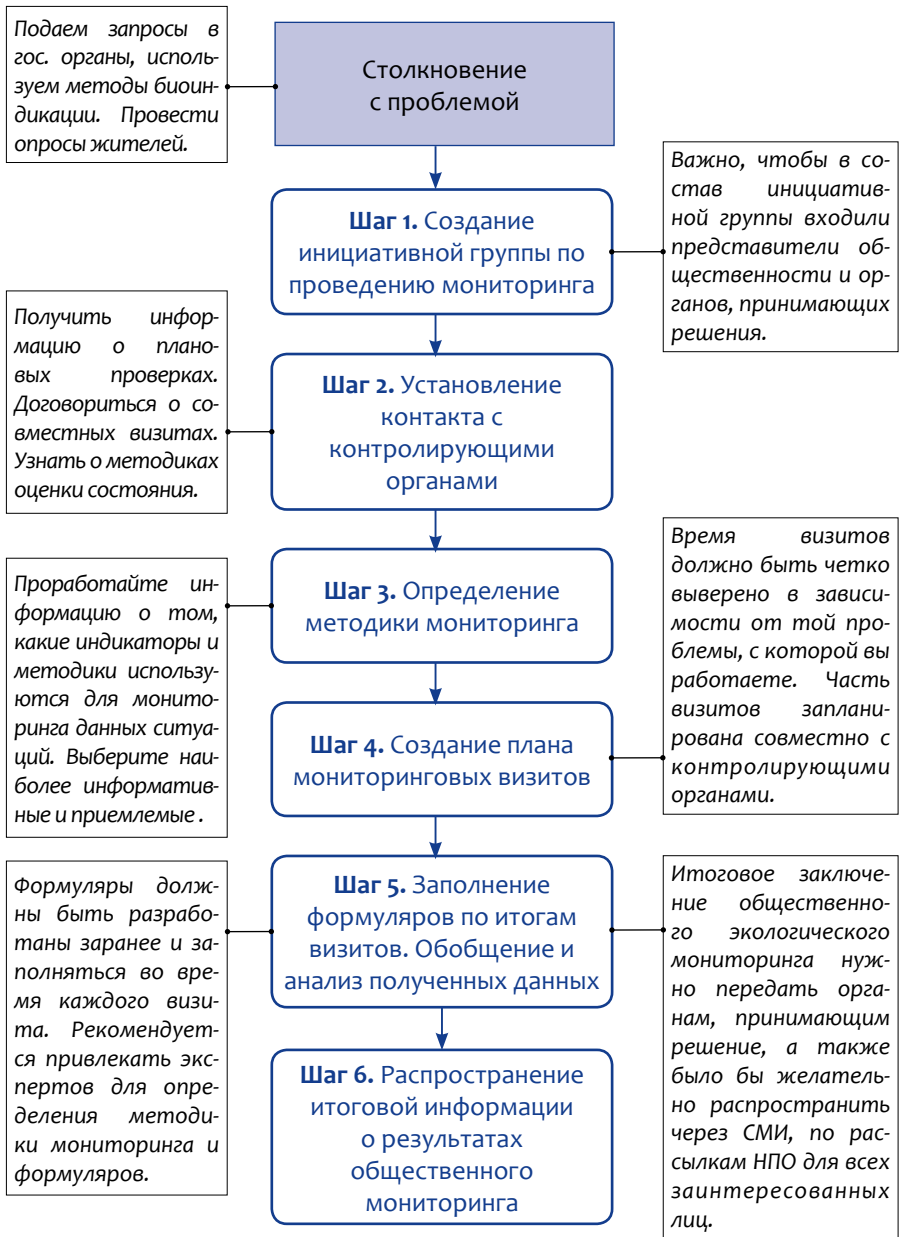 Подаем запросы в
гос. органы, исполь-
зуем методы биоин-
дикации. Провести
опросы жителей.
Столкновение
с проблемой
Шаг 1. Создание
инициативной группы по
проведению мониторинга
Важно, чтобы в со-
став инициатив-
ной группы входили
представители об-
щественности и ор-
ганов, принимающих
решения.
Получить инфор-
мацию о плано-
вых проверках.
Договориться о со-
вместных визитах.
Узнать о методиках
оценки состояния.
Шаг 2. Установление
контакта с
контролирующими
органами
Проработайте ин-
формацию о том,
какие индикаторы и
методики использу-
ются для монито-
ринга данных ситуа-
ций. Выберите наи-
более информатив-
ные и приемлемые .
Шаг 3. Определение
методики мониторинга
Время визитов
должно быть четко
выверено в зависи-
мости от той про-
блемы, с которой вы
работаете. Часть
визитов заплани-
рована совместно с
контролирующими
органами.
Шаг 4. Создание плана
мониторинговых визитов
Формуляры долж-
ны быть разрабо-
таны заранее и за-
полняться во вре-
мя каждого визи-
та. Рекомендует-
ся привлекать экс-
пертов для опре-
деления методи-
ки мониторинга и
формуляров.
Шаг 5. Заполнение
формуляров по итогам
визитов. Обобщение и
анализ полученных данных
Итоговое заключе-
ние общественно-
го экологического
мониторинга нуж-
но передать орга-
нам, принимающим
решение, а также
было бы желатель-
но распространить
через СМИ, по рас-
сылкам НПО для всех
заинтересованных
лиц.
Шаг 6. Распространение
итоговой информации
о результатах
общественного
мониторинга